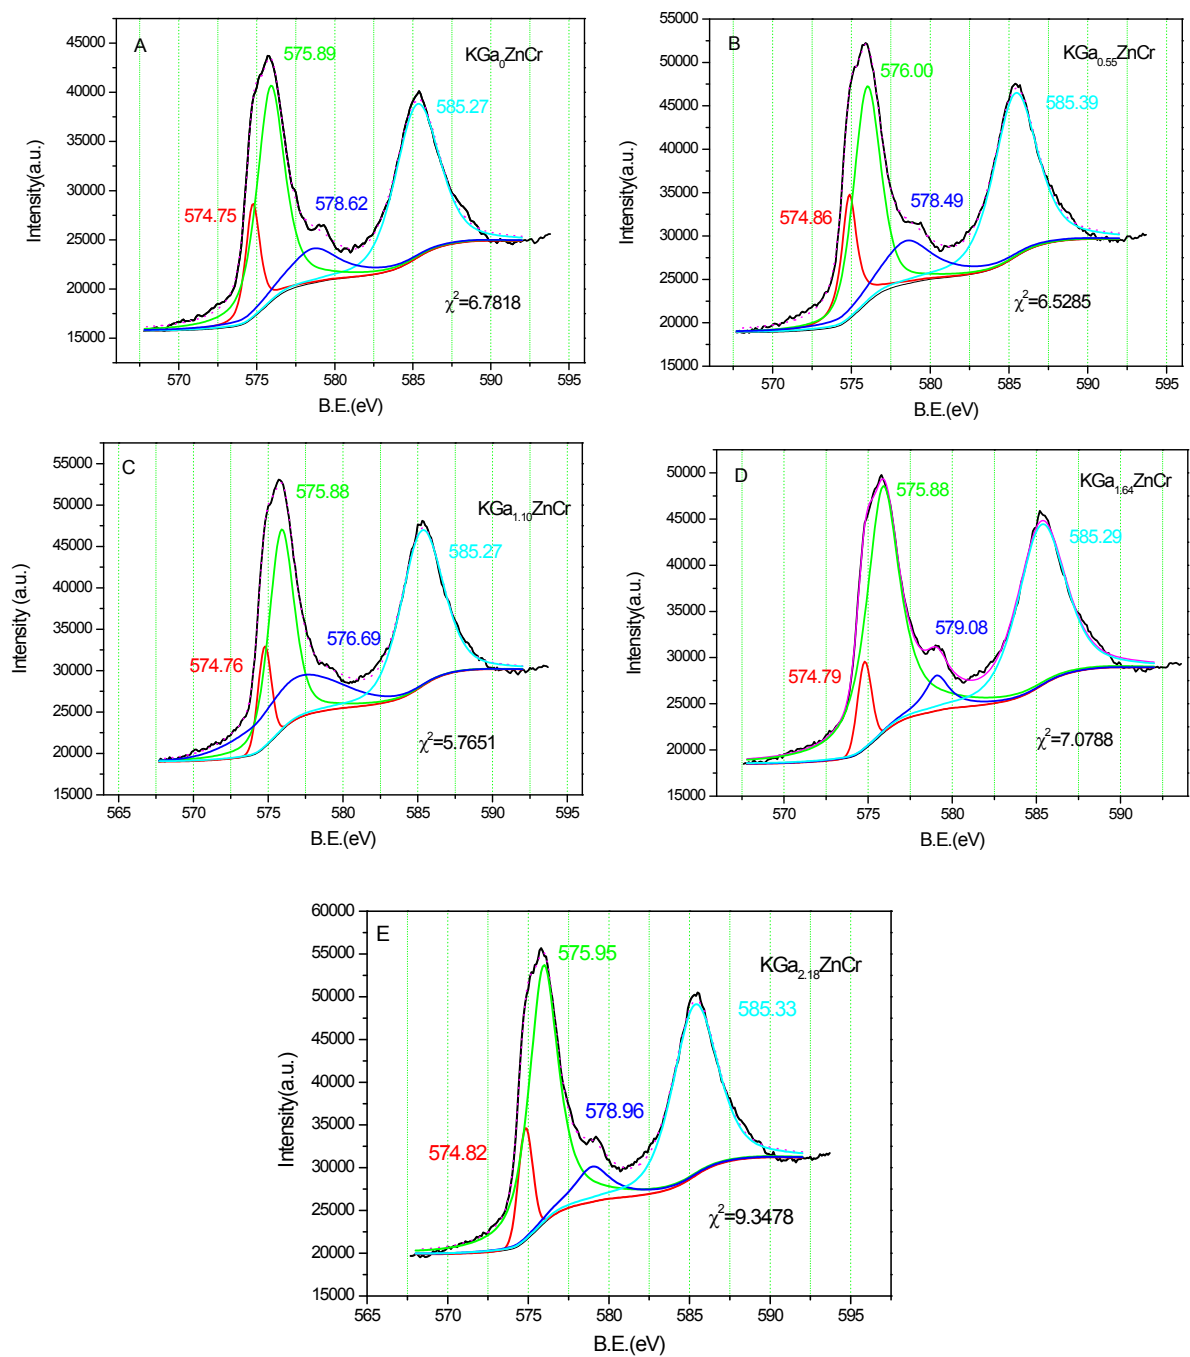 A
KGa0ZnCr
575.89
585.27
574.75
578.62
χ2=6.7818
45000
40000
35000
30000
25000
20000
15000
Intensity(a.u.)
570 575 580 585 590 595
B.E.(eV)
B
KGa0.55ZnCr
576.00
585.39
574.86
578.49
χ2=6.5285
55000
50000
45000
40000
35000
30000
25000
20000
15000
Intensity(a.u.)
570 575 580 585 590 595
B.E.(eV)
C
KGa1.10ZnCr
575.88
585.27
576.69
574.76
χ2=5.7651
55000
50000
45000
40000
35000
30000
25000
20000
15000
Intensity (a.u.)
565 570 575 580 585 590 595
B.E.(eV)
D
KGa1.64ZnCr
575.88
585.29
579.08
574.79
χ2=7.0788
50000
45000
40000
35000
30000
25000
20000
15000
Intensity(a.u.)
570 575 580 585 590
B.E.(eV)
E
KGa2.18ZnCr
575.95
585.33
578.96
574.82
χ2=9.3478
60000
55000
50000
45000
40000
35000
30000
25000
20000
15000
Intensity(a.u.)
565 570 575 580 585 590 595
B.E.(eV)